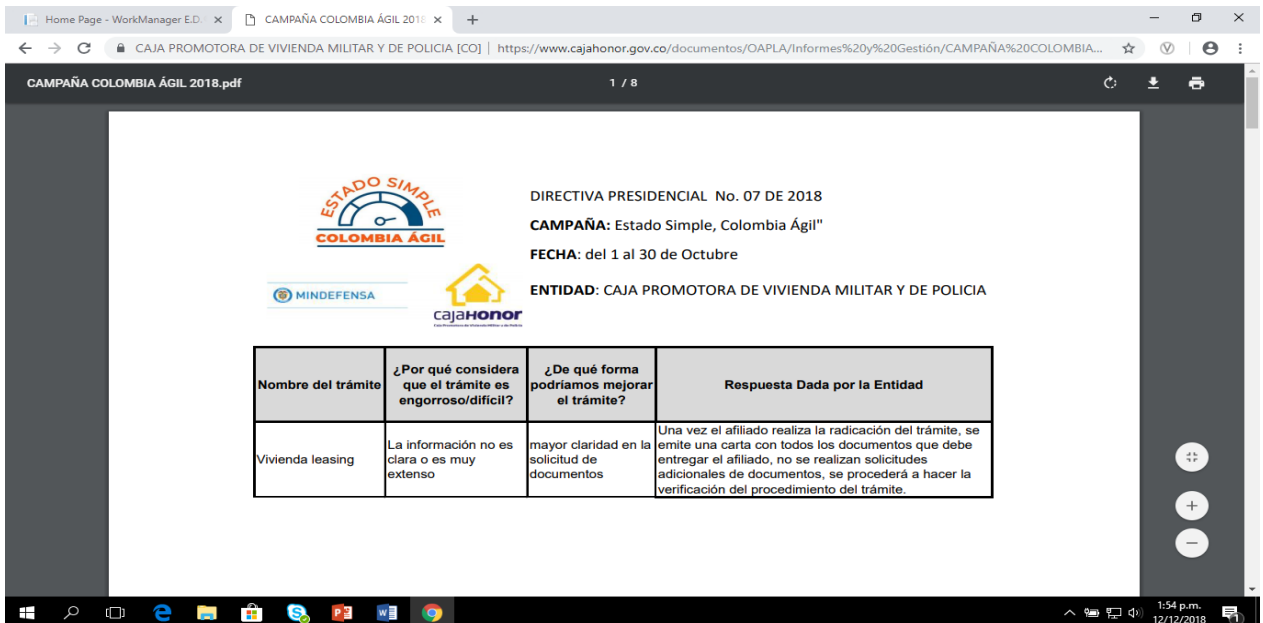 Home Page - WorkManager E.D.
CAMPAÑA COLOMBIA ÁGIL 2018
CAJA PROMOTORA DE VIVIENDA MILITAR Y DE POLICIA [CO] | https://www.cajahonor.gov.co/documentos/OAPLA/Informes%20y%20Gestión/CAMPAÑA%20COLOMBIA...
CAMPAÑA COLOMBIA ÁGIL 2018.pdf
1 / 8
ESTADO SIMPLE
COLOMBIA ÁGIL
MINDEFENSA
cajaHonor
Caja Promotora de Vivienda Militar y de Policía
DIRECTIVA PRESIDENCIAL No. 07 DE 2018
CAMPAÑA: Estado Simple, Colombia Ágil"
FECHA: del 1 al 30 de Octubre
ENTIDAD: CAJA PROMOTORA DE VIVIENDA MILITAR Y DE POLICIA
Nombre del trámite
¿Por qué considera
que el trámite es
engorroso/difícil?
¿De qué forma
podríamos mejorar
el trámite?
Respuesta Dada por la Entidad
Vivienda leasing
La información no es
clara o es muy
extenso
mayor claridad en la
solicitud de
documentos
Una vez el afiliado realiza la radicación del trámite, se
emite una carta con todos los documentos que debe
entregar el afiliado, no se realizan solicitudes
adicionales de documentos, se procederá a hacer la
verificación del procedimiento del trámite.
1:54 p.m.
12/12/2018